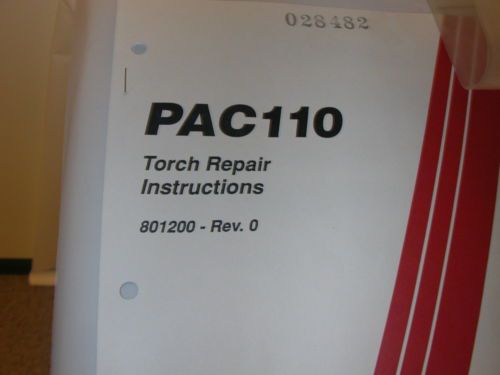 028482
PAC110
Torch Repair
Instructions
801200 - Rev. 0